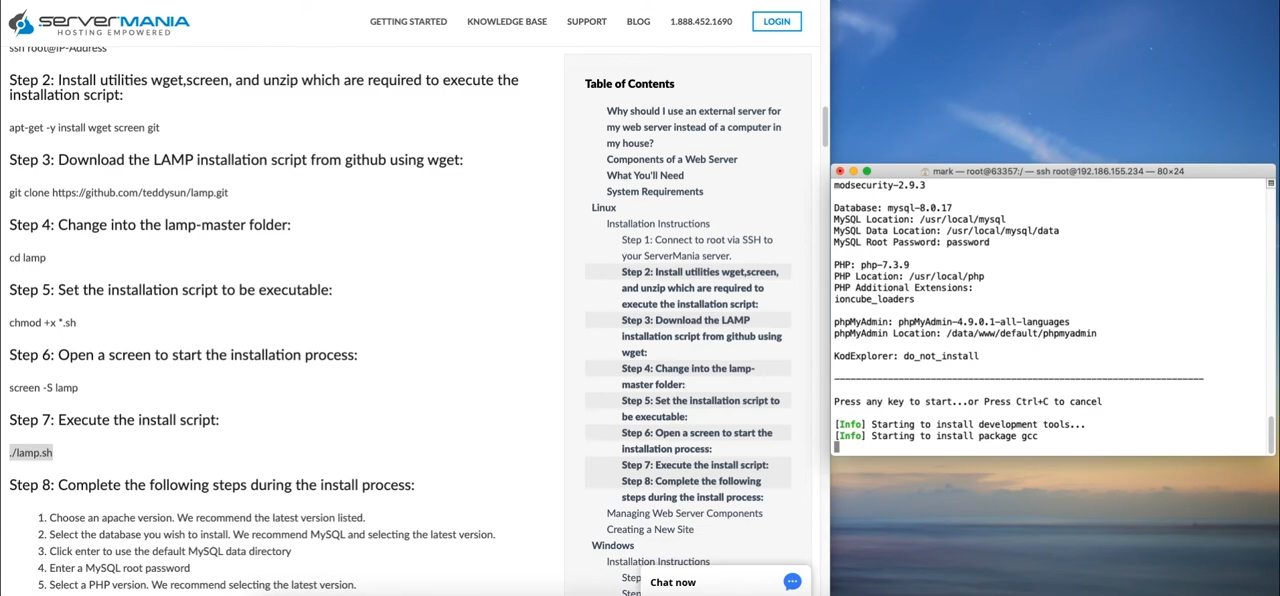 SERVERMANIA
HOSTING EMPOWERED
GETTING STARTED
KNOWLEDGE BASE
SUPPORT
BLOG
1.888.452.1690
LOGIN
ssh root@IP-Address
Step 2: Install utilities wget,screen, and unzip which are required to execute the
installation script:
apt-get -y install wget screen git
Step 3: Download the LAMP installation script from github using wget:
git clone https://github.com/teddysun/lamp.git
Step 4: Change into the lamp-master folder:
cd lamp
Step 5: Set the installation script to be executable:
chmod +x *.sh
Step 6: Open a screen to start the installation process:
screen -S lamp
Step 7: Execute the install script:
./lamp.sh
Step 8: Complete the following steps during the install process:
1. Choose an apache version. We recommend the latest version listed.
2. Select the database you wish to install. We recommend MySQL and selecting the latest version.
3. Click enter to use the default MySQL data directory
4. Enter a MySQL root password
5. Select a PHP version. We recommend selecting the latest version.
Table of Contents
Why should I use an external server for
my web server instead of a computer in
my house?
Components of a Web Server
What You'll Need
System Requirements
Linux
Installation Instructions
Step 1: Connect to root via SSH to
your ServerMania server.
Step 2: Install utilities wget,screen,
and unzip which are required to
execute the installation script:
Step 3: Download the LAMP
installation script from github using
wget:
Step 4: Change into the lamp-
master folder:
Step 5: Set the installation script to
be executable:
Step 6: Open a screen to start the
installation process:
Step 7: Execute the install script:
Step 8: Complete the following
steps during the install process:
Managing Web Server Components
Creating a New Site
Windows
Installation Instructions
Step
Step
Chat now
mark — root@63357:/ — ssh root@192.186.155.234 — 80×24
modsecurity-2.9.3
Database: mysql-8.0.17
MySQL Location: /usr/local/mysql
MySQL Data Location: /usr/local/mysql/data
MySQL Root Password: password
PHP: php-7.3.9
PHP Location: /usr/local/php
PHP Additional Extensions:
ioncube_loaders
phpMyAdmin: phpMyAdmin-4.9.0.1-all-languages
phpMyAdmin Location: /data/www/default/phpmyadmin
KodExplorer: do_not_install
------------------------------------------------------------------
Press any key to start...or Press Ctrl+C to cancel
[Info] Starting to install development tools...
[Info] Starting to install package gcc